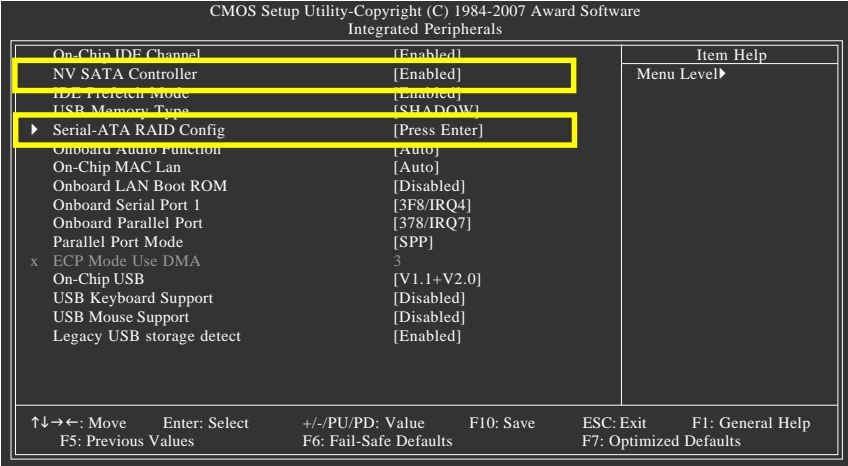 CMOS Setup Utility-Copyright (C) 1984-2007 Award Software
Integrated Peripherals
On-Chip IDE Channel [Enabled] Item Help
NV SATA Controller [Enabled] Menu Level▶
IDE Prefetch Mode [Enabled]
USB Memory Type [SHADOW]
▶ Serial-ATA RAID Config [Press Enter]
Onboard Audio Function [Auto]
On-Chip MAC Lan [Auto]
Onboard LAN Boot ROM [Disabled]
Onboard Serial Port 1 [3F8/IRQ4]
Onboard Parallel Port [378/IRQ7]
Parallel Port Mode [SPP]
x ECP Mode Use DMA 3
On-Chip USB [V1.1+V2.0]
USB Keyboard Support [Disabled]
USB Mouse Support [Disabled]
Legacy USB storage detect [Enabled]
↑↓→←: Move Enter: Select +/-/PU/PD: Value F10: Save ESC: Exit F1: General Help
F5: Previous Values F6: Fail-Safe Defaults F7: Optimized Defaults